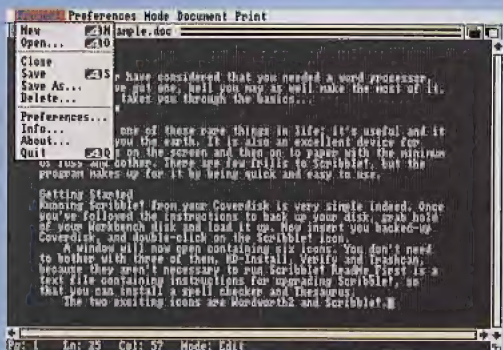 Project Preferences Mode Document Print
New N
ample.doc
Open... O
Close
Save S
Save As...
Delete...
Preferences...
Info...
About...
Quit Q
r have considered that you needed a word processor.
ve got one, hell you may as well make the most of it.
takes you through the basics...
one of those rare things in life: it's useful and it
you the earth. It is also an excellent device for
on the screen and then on to paper with the minimum
of fuss and bother. There are few frills to Scribble!, but the
program makes up for it by being quick and easy to use.
Getting Started
Running Scribble! from your Coverdisk is very simple indeed. Once
you've followed the instructions to back up your disk, grab hold
of your Workbench disk and load it up. Now insert your backed-up
Coverdisk, and double-click on the Scribble! icon.
A window will now open containing six icons. You don't need
to bother with three of them, HD-Install, Verify and Trashcan,
because they aren't necessary to run Scribble! ReadMe First is a
text file containing instructions for upgrading Scribble!, so
that you can install a spell checker and Thesaurus.
The two exciting icons are Wordworth2 and Scribble!.
Pg: 1 Ln: 25 Col: 57 Mode: Edit